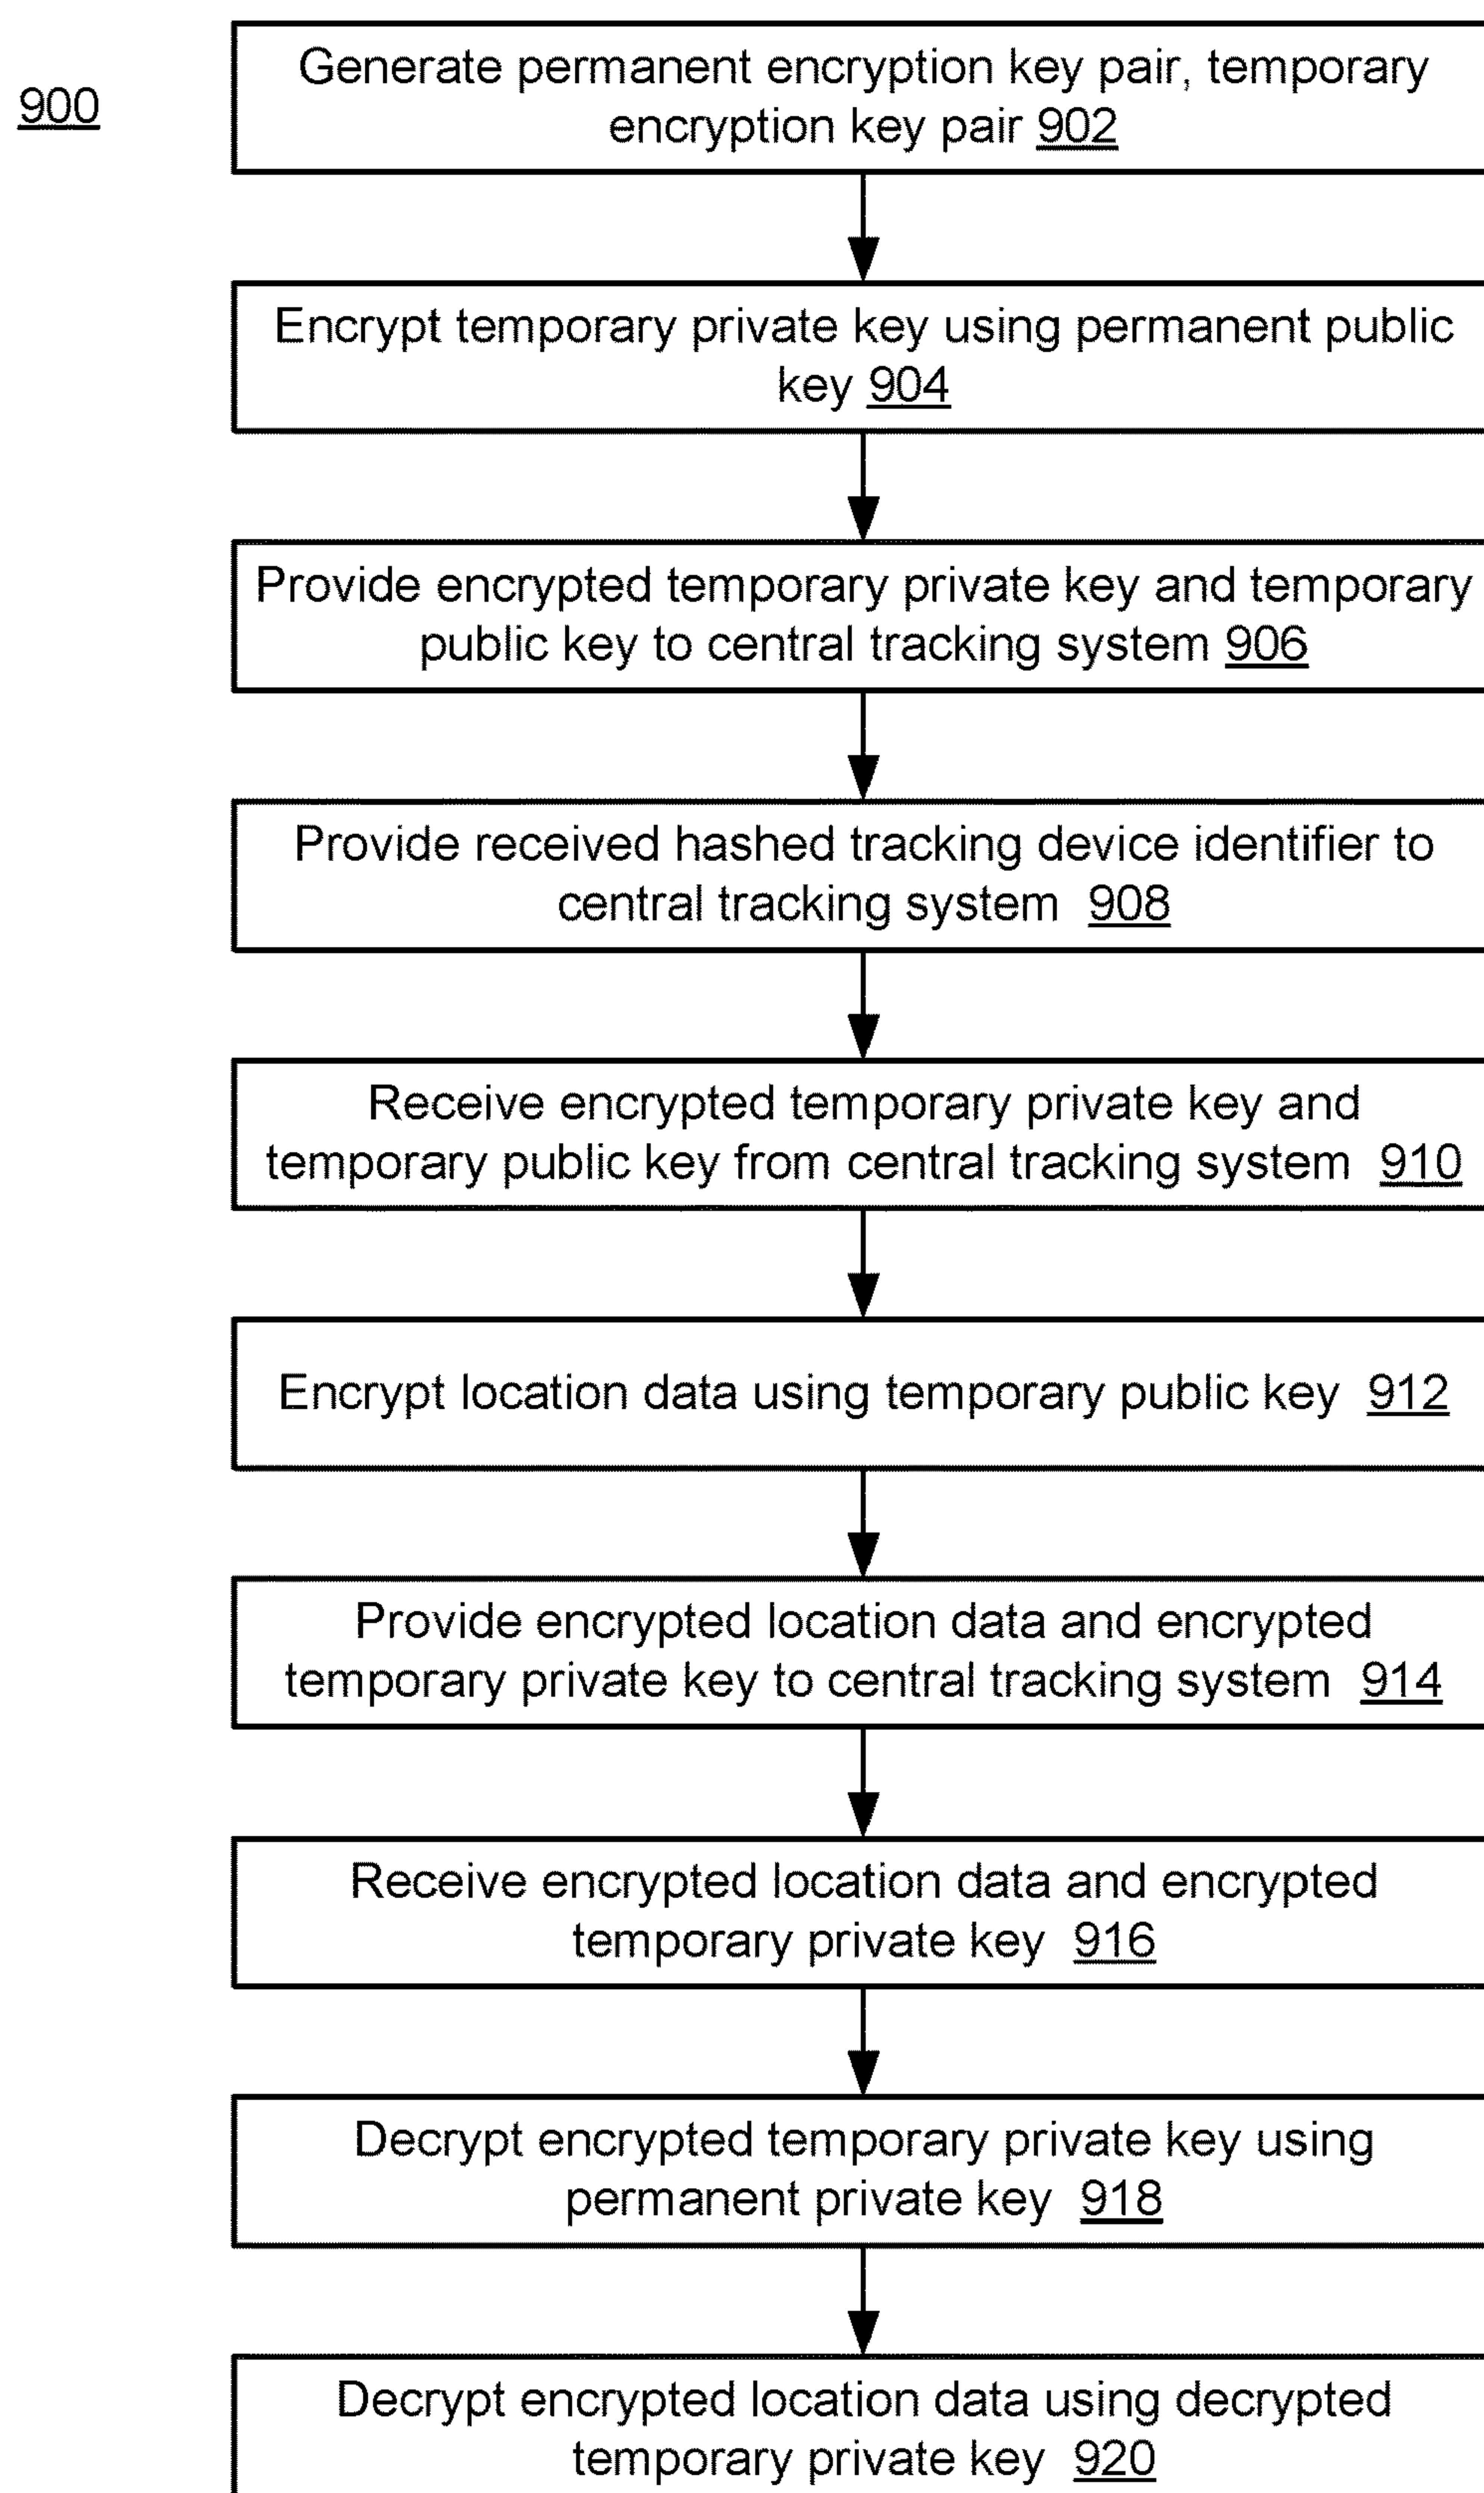 900
Generate permanent encryption key pair, temporary
encryption key pair 902
Encrypt temporary private key using permanent public
key 904
Provide encrypted temporary private key and temporary
public key to central tracking system 906
Provide received hashed tracking device identifier to
central tracking system 908
Receive encrypted temporary private key and
temporary public key from central tracking system 910
Encrypt location data using temporary public key 912
Provide encrypted location data and encrypted
temporary private key to central tracking system 914
Receive encrypted location data and encrypted
temporary private key 916
Decrypt encrypted temporary private key using
permanent private key 918
Decrypt encrypted location data using decrypted
temporary private key 920